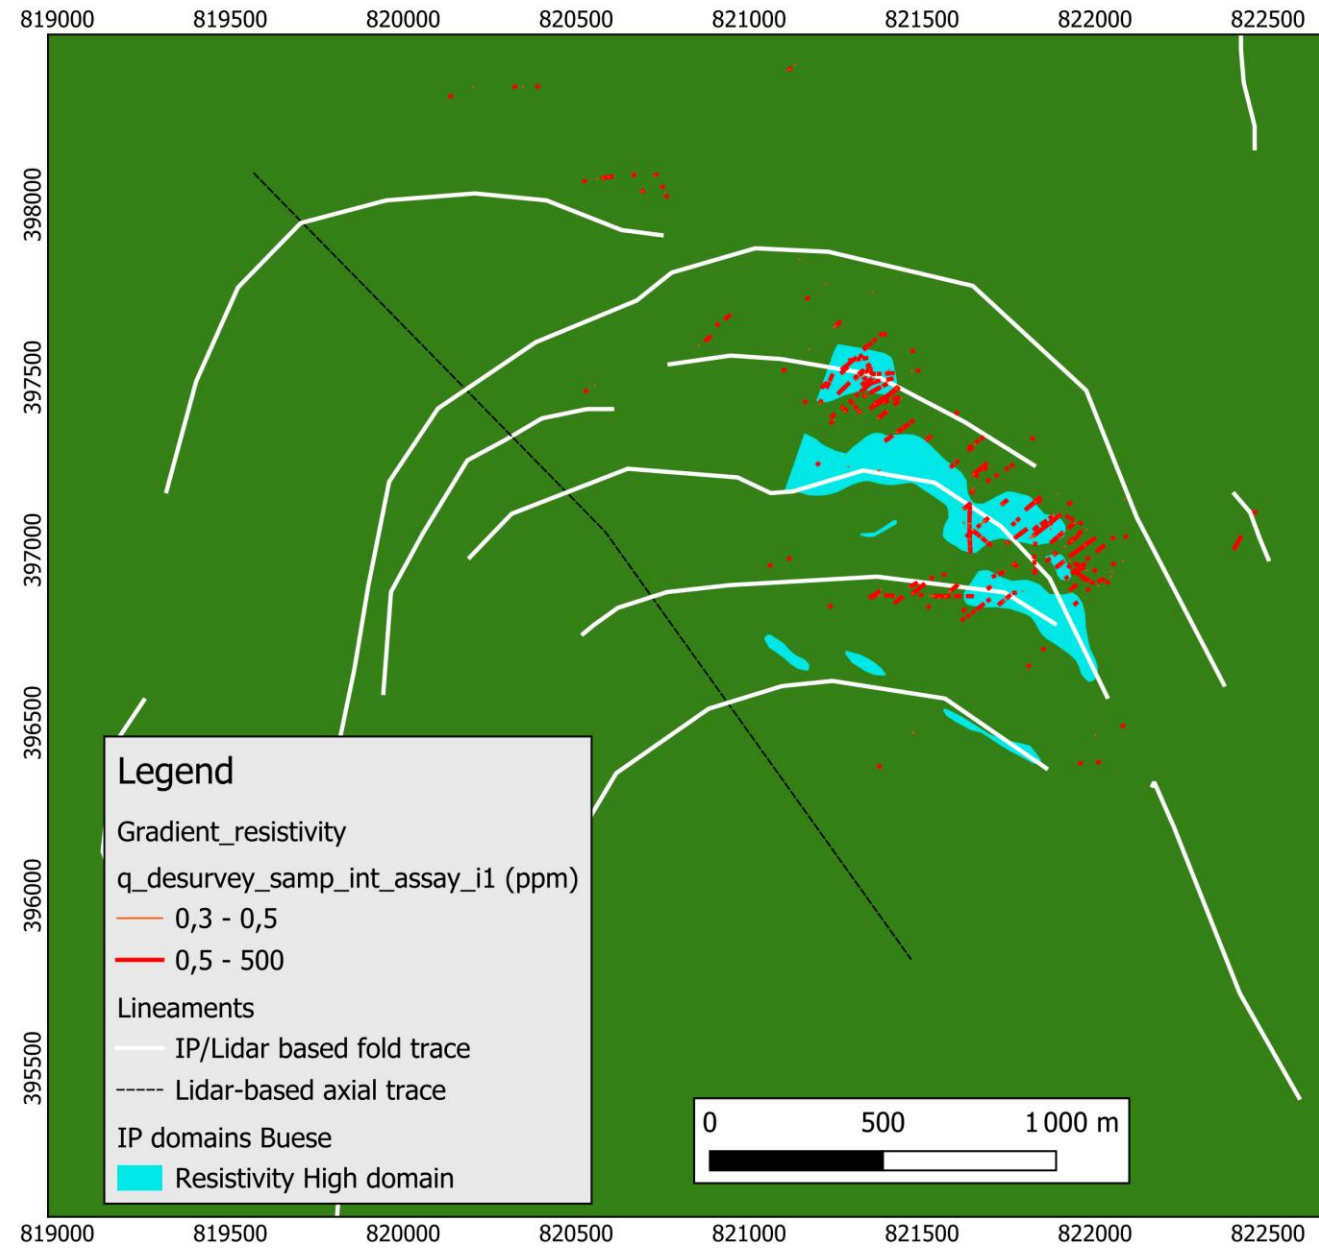 819000 819500 820000 820500 821000 821500 822000 822500
398000
397500
397000
396500
396000
395500
Legend
Gradient_resistivity
q_desurvey_samp_int_assay_i1 (ppm)
0,3 - 0,5
0,5 - 500
Lineaments
IP/Lidar based fold trace
Lidar-based axial trace
IP domains Buese
Resistivity High domain
0 500 1 000 m
819000 819500 820000 820500 821000 821500 822000 822500